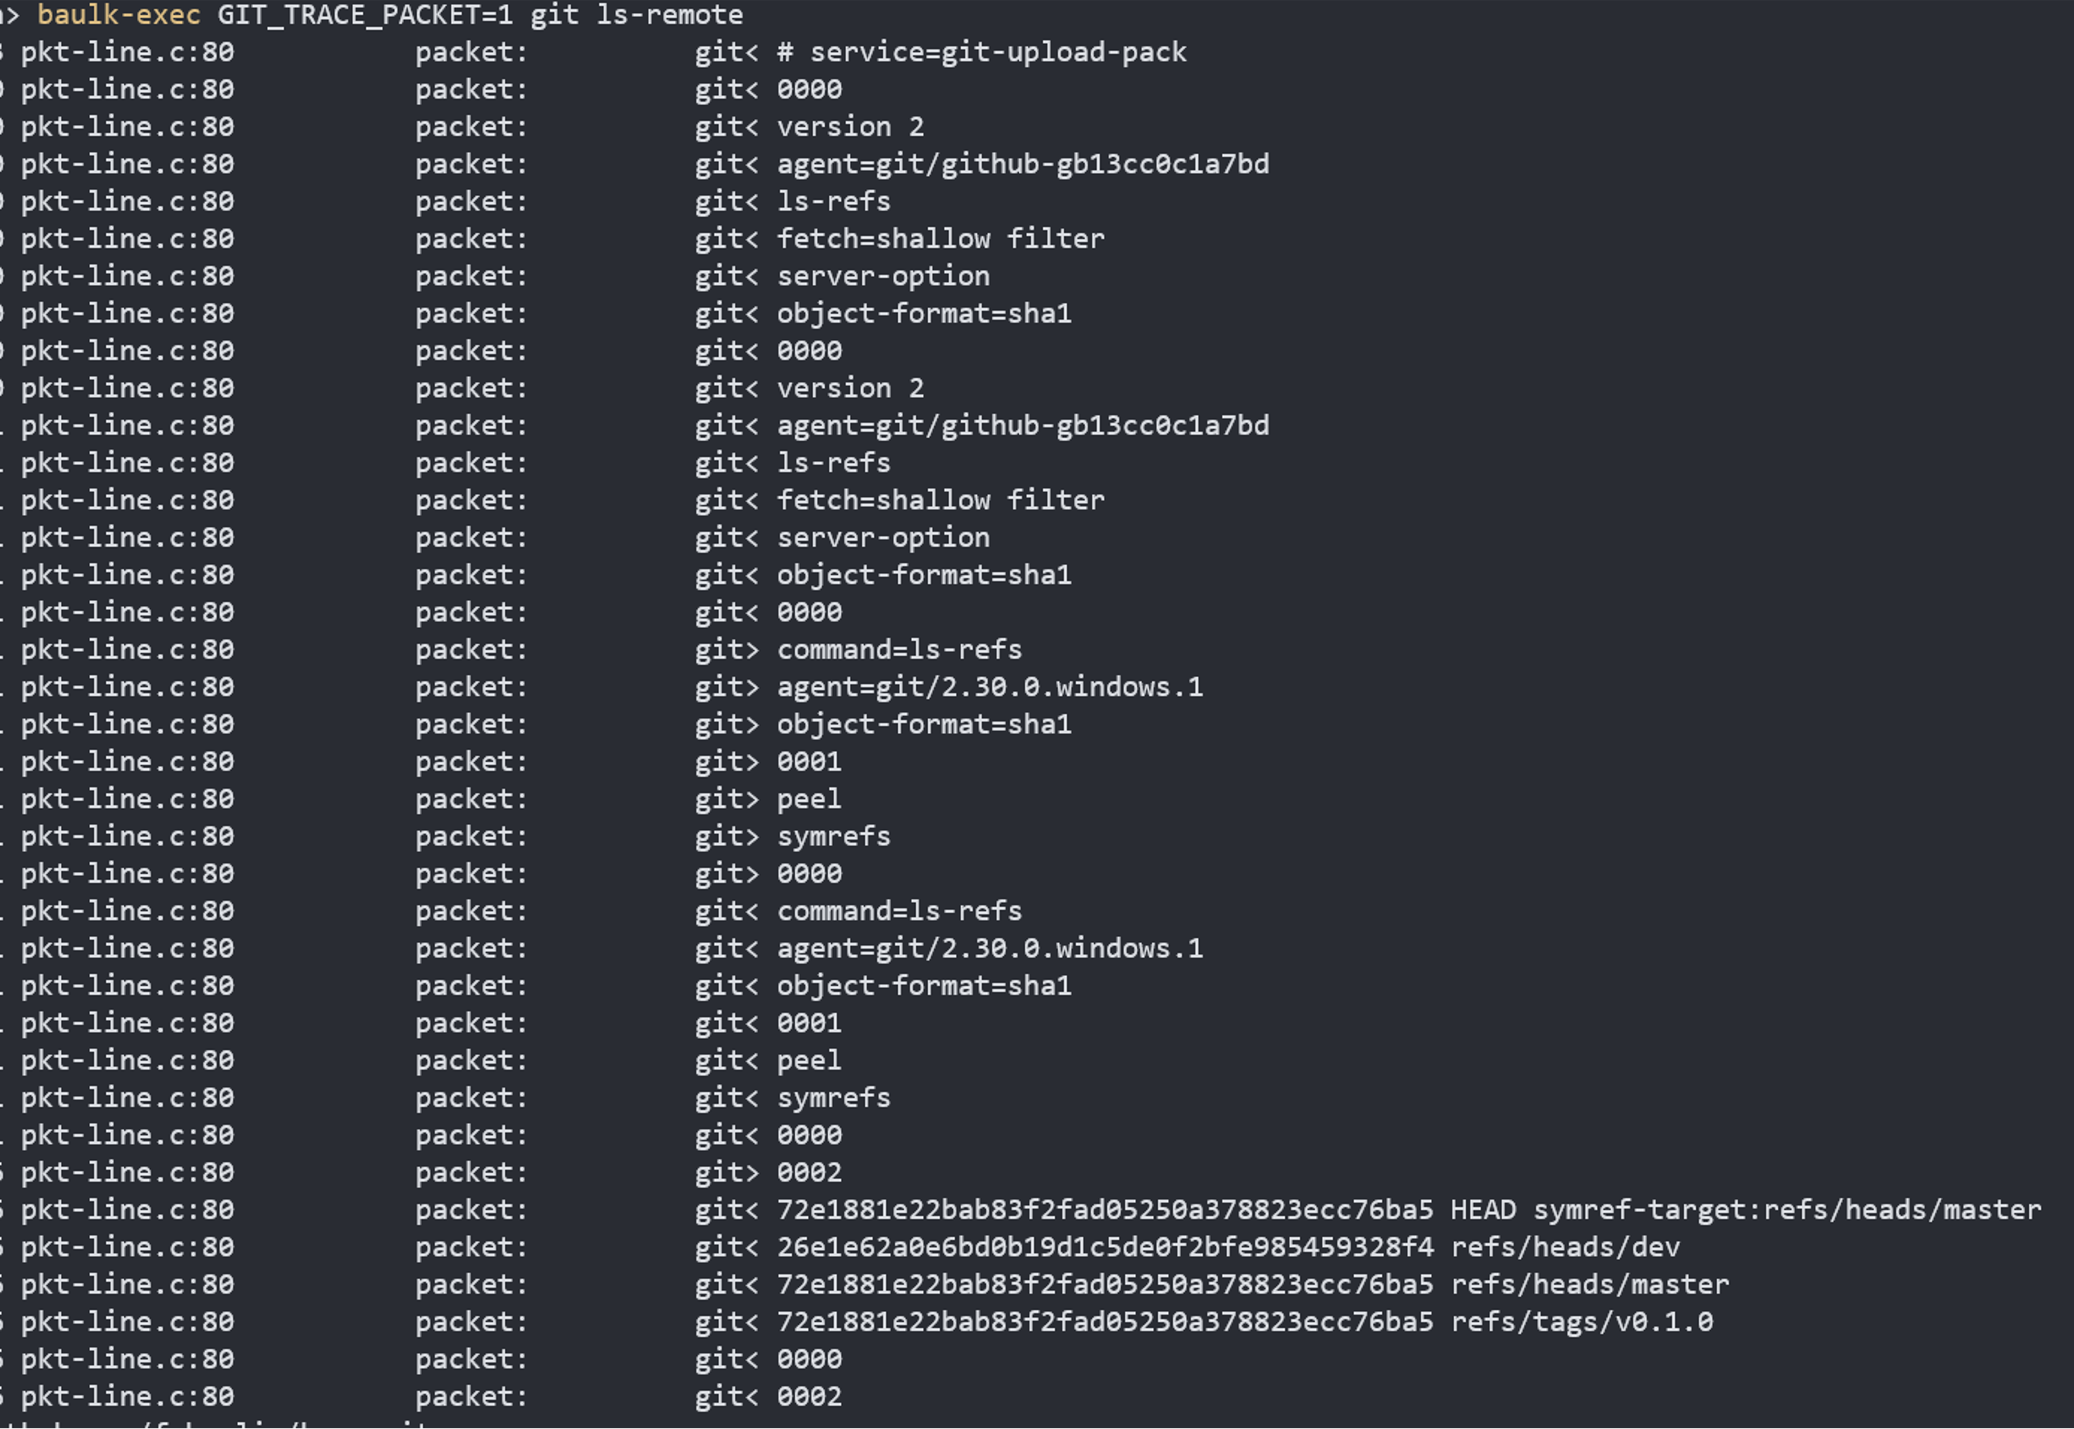 > baulk-exec GIT_TRACE_PACKET=1 git ls-remote
pkt-line.c:80 packet: git< # service=git-upload-pack
pkt-line.c:80 packet: git< 0000
pkt-line.c:80 packet: git< version 2
pkt-line.c:80 packet: git< agent=git/github-gb13cc0c1a7bd
pkt-line.c:80 packet: git< ls-refs
pkt-line.c:80 packet: git< fetch=shallow filter
pkt-line.c:80 packet: git< server-option
pkt-line.c:80 packet: git< object-format=sha1
pkt-line.c:80 packet: git< 0000
pkt-line.c:80 packet: git< version 2
pkt-line.c:80 packet: git< agent=git/github-gb13cc0c1a7bd
pkt-line.c:80 packet: git< ls-refs
pkt-line.c:80 packet: git< fetch=shallow filter
pkt-line.c:80 packet: git< server-option
pkt-line.c:80 packet: git< object-format=sha1
pkt-line.c:80 packet: git< 0000
pkt-line.c:80 packet: git> command=ls-refs
pkt-line.c:80 packet: git> agent=git/2.30.0.windows.1
pkt-line.c:80 packet: git> object-format=sha1
pkt-line.c:80 packet: git> 0001
pkt-line.c:80 packet: git> peel
pkt-line.c:80 packet: git> symrefs
pkt-line.c:80 packet: git> 0000
pkt-line.c:80 packet: git< command=ls-refs
pkt-line.c:80 packet: git< agent=git/2.30.0.windows.1
pkt-line.c:80 packet: git< object-format=sha1
pkt-line.c:80 packet: git< 0001
pkt-line.c:80 packet: git< peel
pkt-line.c:80 packet: git< symrefs
pkt-line.c:80 packet: git< 0000
pkt-line.c:80 packet: git> 0002
pkt-line.c:80 packet: git< 72e1881e22bab83f2fad05250a378823ecc76ba5 HEAD symref-target:refs/heads/master
pkt-line.c:80 packet: git< 26e1e62a0e6bd0b19d1c5de0f2bfe985459328f4 refs/heads/dev
pkt-line.c:80 packet: git< 72e1881e22bab83f2fad05250a378823ecc76ba5 refs/heads/master
pkt-line.c:80 packet: git< 72e1881e22bab83f2fad05250a378823ecc76ba5 refs/tags/v0.1.0
pkt-line.c:80 packet: git< 0000
pkt-line.c:80 packet: git< 0002